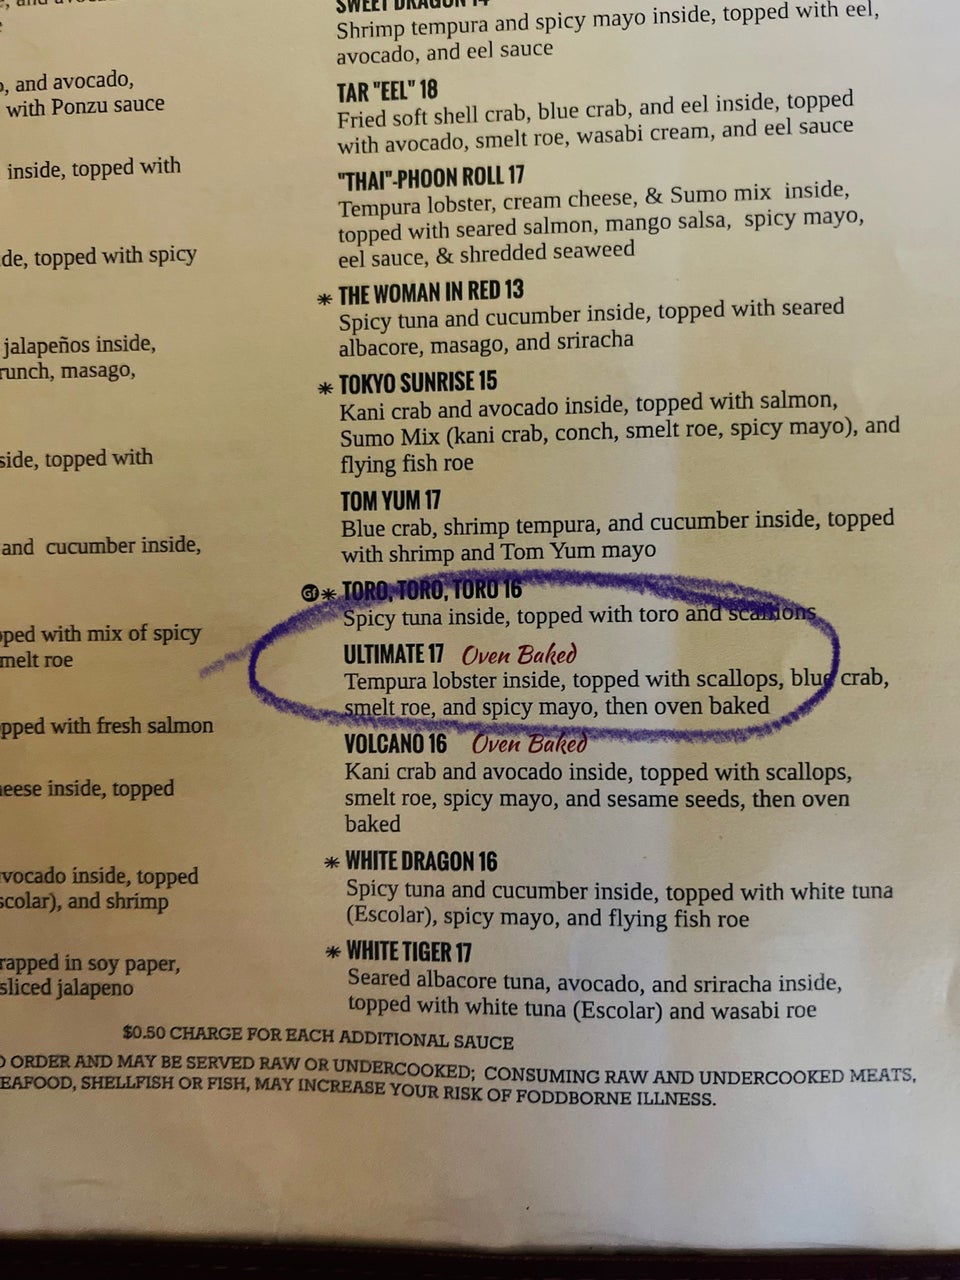 SWEET DRAGON 14
Shrimp tempura and spicy mayo inside, topped with eel,
avocado, and eel sauce
TAR "EEL" 18
Fried soft shell crab, blue crab, and eel inside, topped
with avocado, smelt roe, wasabi cream, and eel sauce
"THAI"-PHOON ROLL 17
Tempura lobster, cream cheese, & Sumo mix inside,
topped with seared salmon, mango salsa, spicy mayo,
eel sauce, & shredded seaweed
* THE WOMAN IN RED 13
Spicy tuna and cucumber inside, topped with seared
albacore, masago, and sriracha
* TOKYO SUNRISE 15
Kani crab and avocado inside, topped with salmon,
Sumo Mix (kani crab, conch, smelt roe, spicy mayo), and
flying fish roe
TOM YUM 17
Blue crab, shrimp tempura, and cucumber inside, topped
with shrimp and Tom Yum mayo
GF * TORO, TORO, TORO 16
Spicy tuna inside, topped with toro and scallions
ULTIMATE 17 Oven Baked
Tempura lobster inside, topped with scallops, blue crab,
smelt roe, and spicy mayo, then oven baked
VOLCANO 16 Oven Baked
Kani crab and avocado inside, topped with scallops,
smelt roe, spicy mayo, and sesame seeds, then oven
baked
* WHITE DRAGON 16
Spicy tuna and cucumber inside, topped with white tuna
(Escolar), spicy mayo, and flying fish roe
* WHITE TIGER 17
Seared albacore tuna, avocado, and sriracha inside,
topped with white tuna (Escolar) and wasabi roe
and avocado,
with Ponzu sauce
inside, topped with
topped with spicy
jalapeños inside,
masago,
topped with
and cucumber inside,
with mix of spicy
roe
with fresh salmon
inside, topped
inside, topped
and shrimp
in soy paper,
sliced jalapeno
$0.50 CHARGE FOR EACH ADDITIONAL SAUCE
ORDER AND MAY BE SERVED RAW OR UNDERCOOKED; CONSUMING RAW AND UNDERCOOKED MEATS,
SHELLFISH OR FISH, MAY INCREASE YOUR RISK OF FODDBORNE ILLNESS.